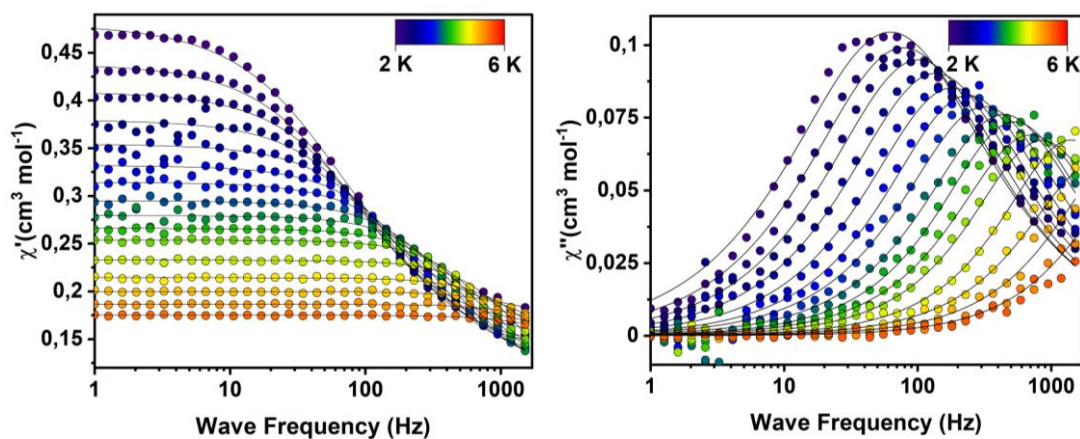 χ'(cm³ mol⁻¹)
0,45
0,4
0,35
0,3
0,25
0,2
0,15
2 K 6 K
1 10 100 1000
Wave Frequency (Hz)
χ''(cm³ mol⁻¹)
0,1
0,075
0,05
0,025
0
2 K 6 K
1 10 100 1000
Wave Frequency (Hz)